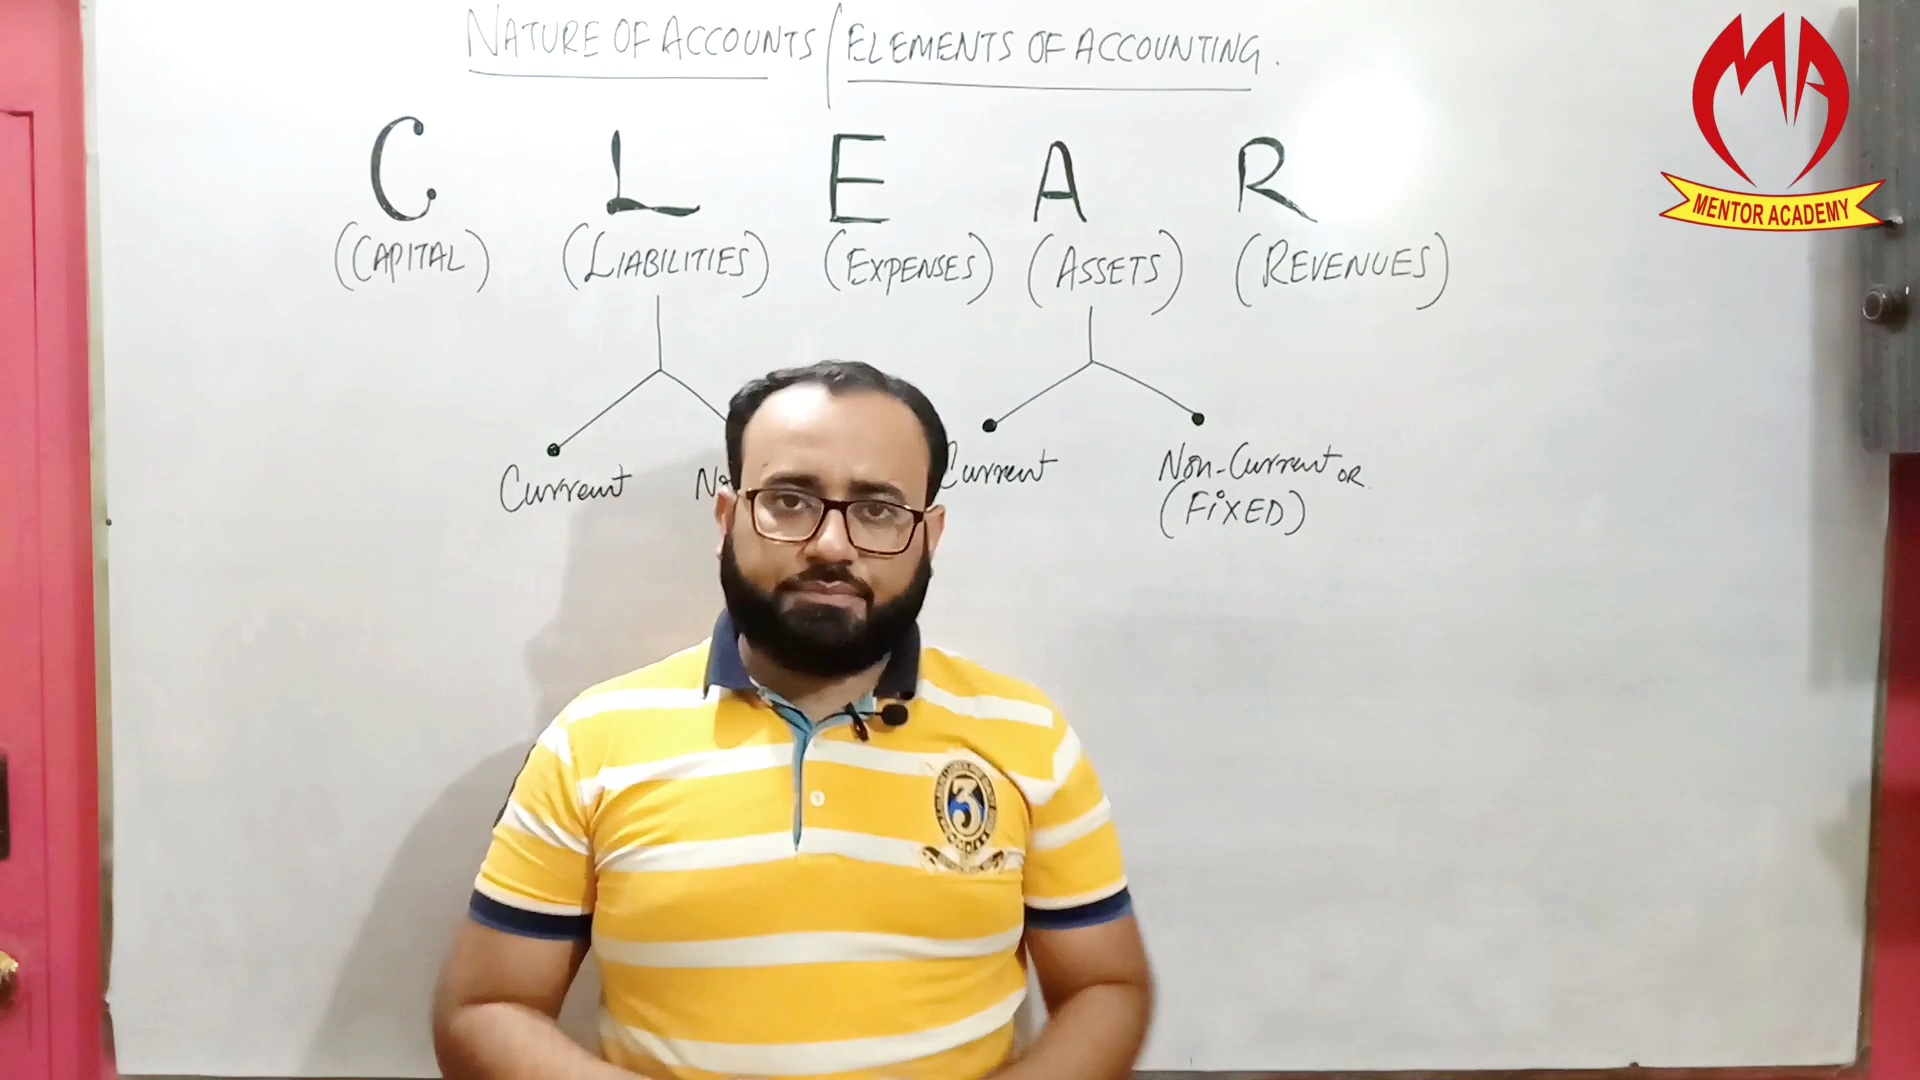 NATURE OF ACCOUNTS / ELEMENTS OF ACCOUNTING.
C L E A R
(CAPITAL) (LIABILITIES) (EXPENSES) (ASSETS) (REVENUES)
Current Current Non-Current OR
(FiXED)
MENTOR ACADEMY
3